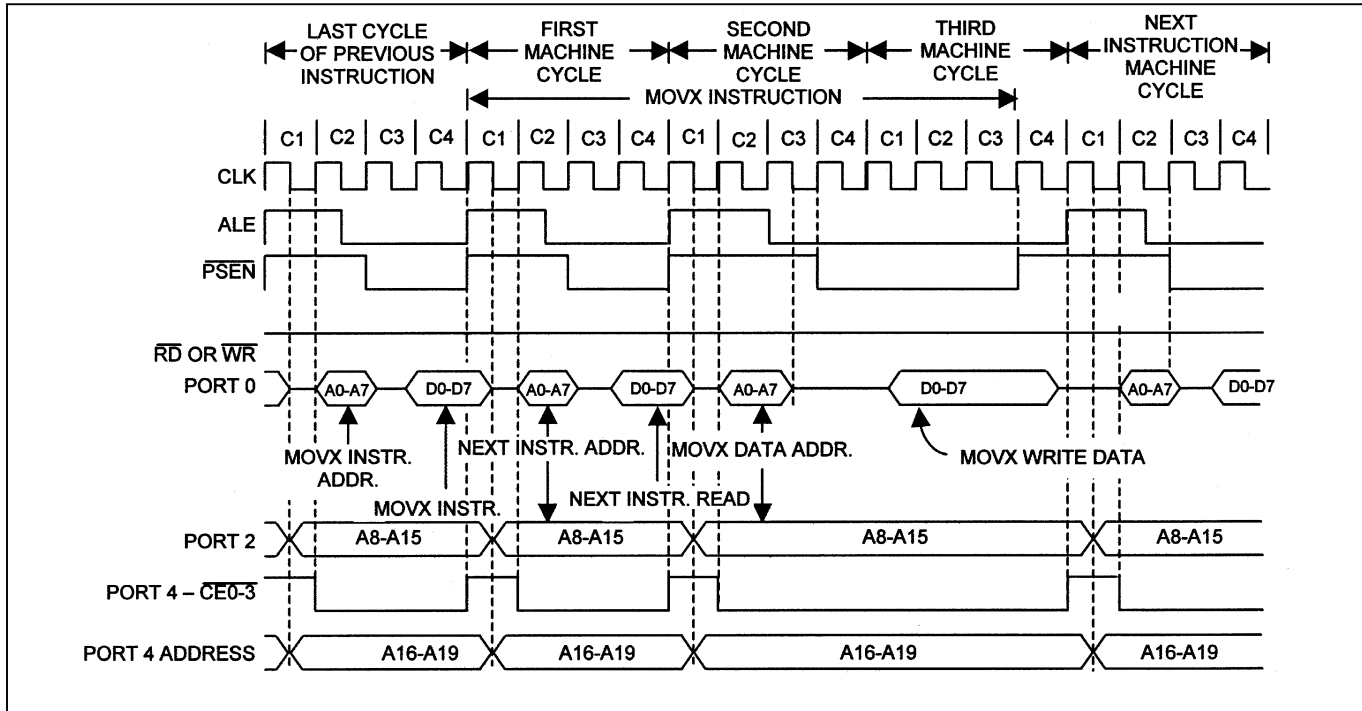 LAST CYCLE
OF PREVIOUS
INSTRUCTION
FIRST
MACHINE
CYCLE
SECOND
MACHINE
CYCLE
THIRD
MACHINE
CYCLE
NEXT
INSTRUCTION
MACHINE
CYCLE
MOVX INSTRUCTION
C1 C2 C3 C4 C1 C2 C3 C4 C1 C2 C3 C4 C1 C2 C3 C4 C1 C2 C3 C4
CLK
ALE
PSEN
RD OR WR
PORT 0 A0-A7 D0-D7 A0-A7 D0-D7 A0-A7 D0-D7 A0-A7 D0-D7
MOVX INSTR.
ADDR.
MOVX INSTR.
NEXT INSTR. ADDR.
NEXT INSTR. READ
MOVX DATA ADDR.
MOVX WRITE DATA
PORT 2 A8-A15 A8-A15 A8-A15 A8-A15
PORT 4 – CE0-3
PORT 4 ADDRESS A16-A19 A16-A19 A16-A19 A16-A19